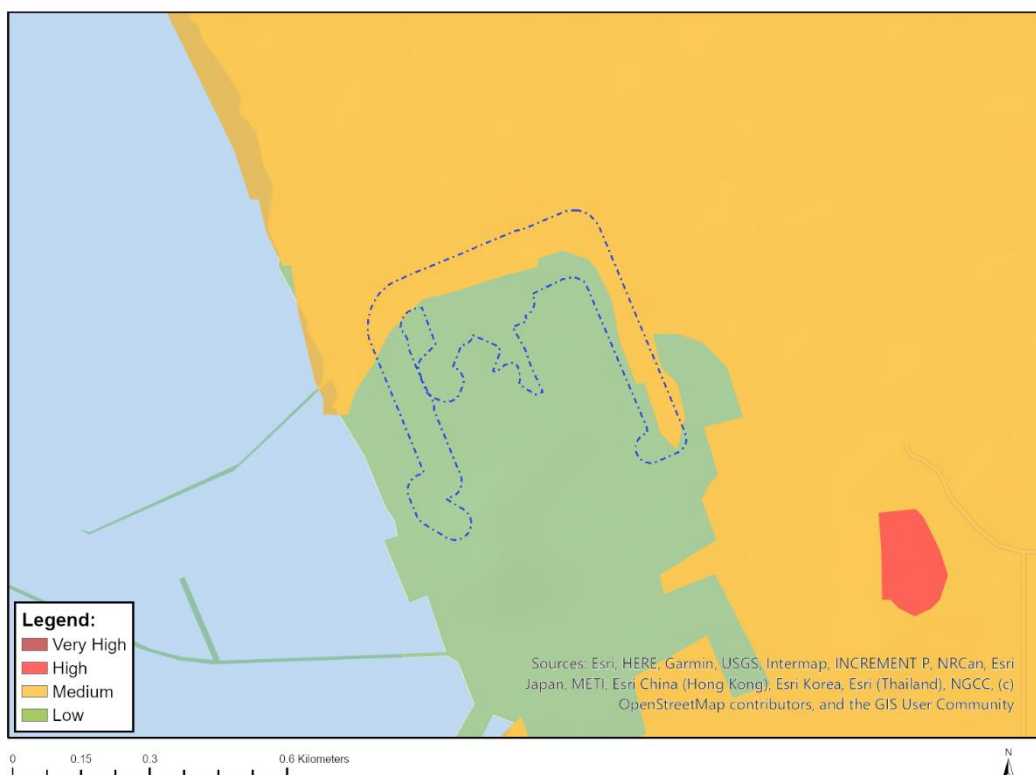 Legend:
Very High
High
Medium
Low
Sources: Esri, HERE, Garmin, USGS, Intermap, INCREMENT P, NRCan, Esri
Japan, METI, Esri China (Hong Kong), Esri Korea, Esri (Thailand), NGCC, (c)
OpenStreetMap contributors, and the GIS User Community
0 0.15 0.3 0.6 Kilometers
N